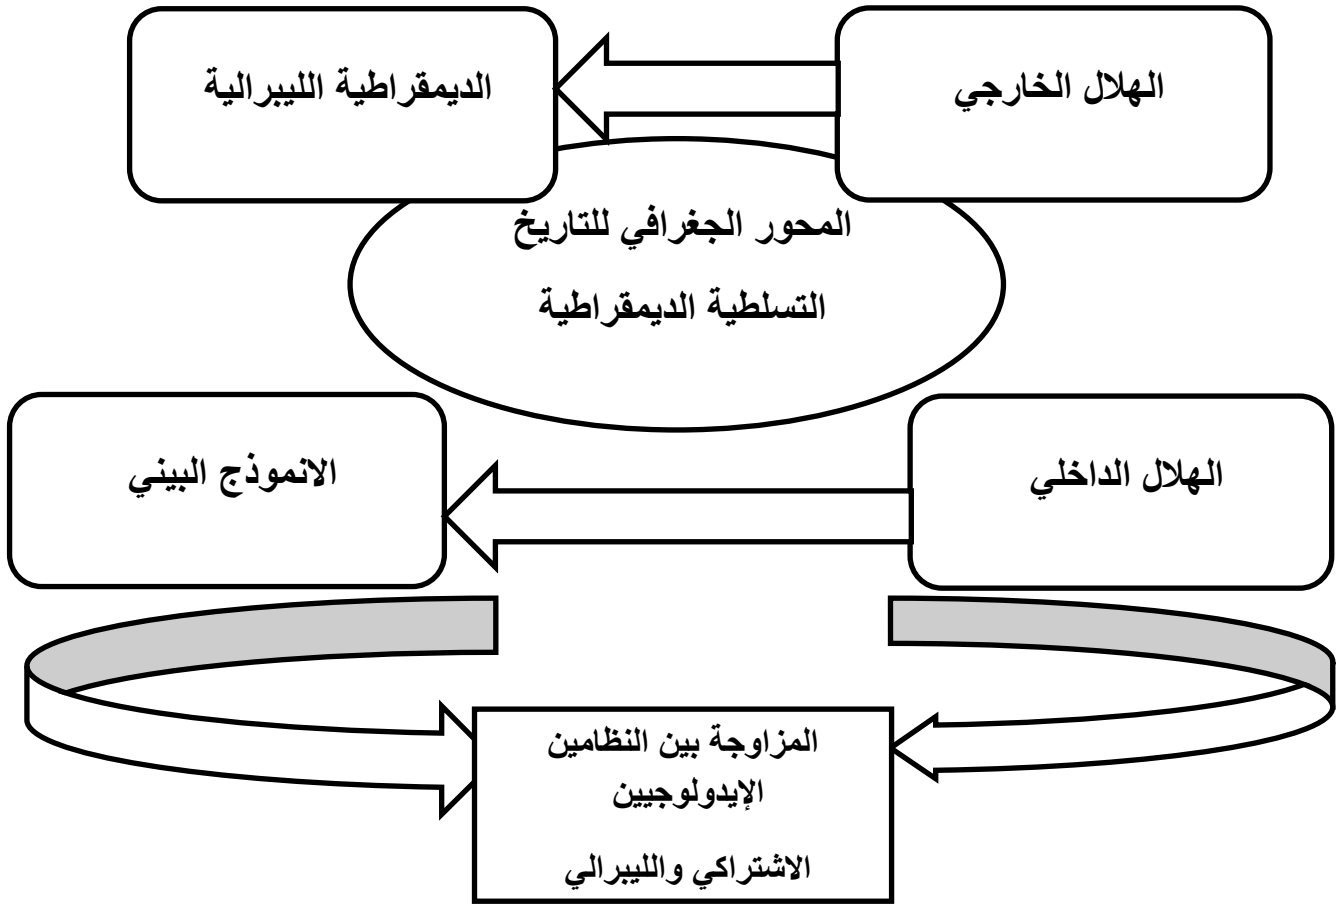 الهلال الخارجي
الديمقراطية الليبرالية
المحور الجغرافي للتاريخ
التسلطية الديمقراطية
الهلال الداخلي
الانموذج البيني
المزاوجة بين النظامين
الإيدولوجيين
الاشتراكي والليبرالي